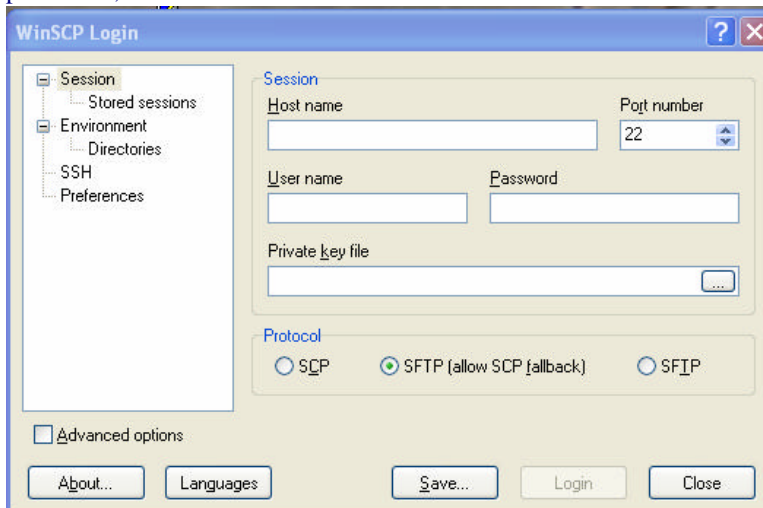 WinSCP Login
Session
Stored sessions
Environment
Directories
SSH
Preferences
Session
Host name
Port number
22
User name
Password
Private key file
...
Protocol
SCP
SFTP (allow SCP fallback)
SFTP
Advanced options
About...
Languages
Save...
Login
Close